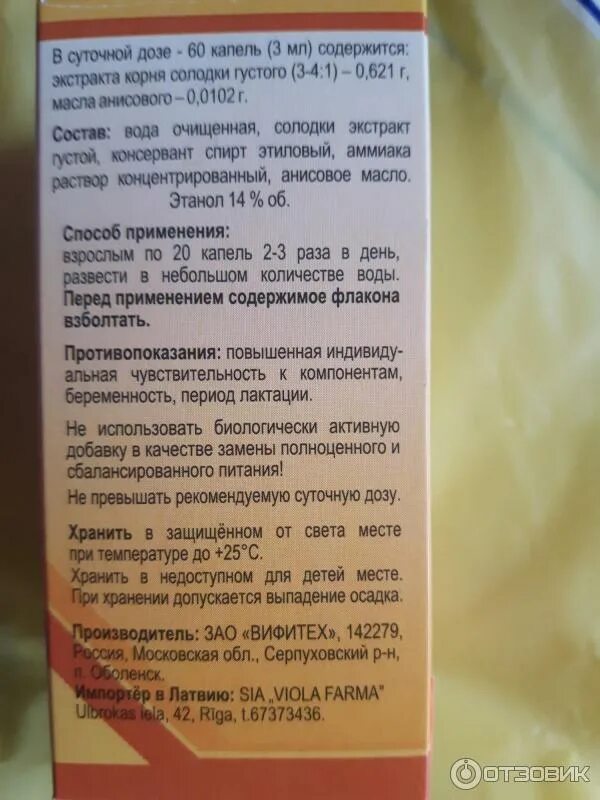 В суточной дозе - 60 капель (3 мл) содержится:
экстракта корня солодки густого (3-4:1) – 0,621 г,
масла анисового – 0,0102 г.
Состав: вода очищенная, солодки экстракт
густой, консервант спирт этиловый, аммиака
раствор концентрированный, анисовое масло.
Этанол 14 % об.
Способ применения:
взрослым по 20 капель 2-3 раза в день,
развести в небольшом количестве воды.
Перед применением содержимое флакона
взболтать.
Противопоказания: повышенная индивиду-
альная чувствительность к компонентам,
беременность, период лактации.
Не использовать биологически активную
добавку в качестве замены полноценного и
сбалансированного питания!
Не превышать рекомендуемую суточную дозу.
Хранить в защищённом от света месте
при температуре до +25°С.
Хранить в недоступном для детей месте.
При хранении допускается выпадение осадка.
Производитель: ЗАО «ВИФИТЕХ», 142279,
Россия, Московская обл., Серпуховский р-н,
п. Оболенск.
Импортёр в Латвию: SIA „VIOLA FARMA"
Ulbrokas iela, 42, Rīga, t.67373436.
ОТЗОВИК